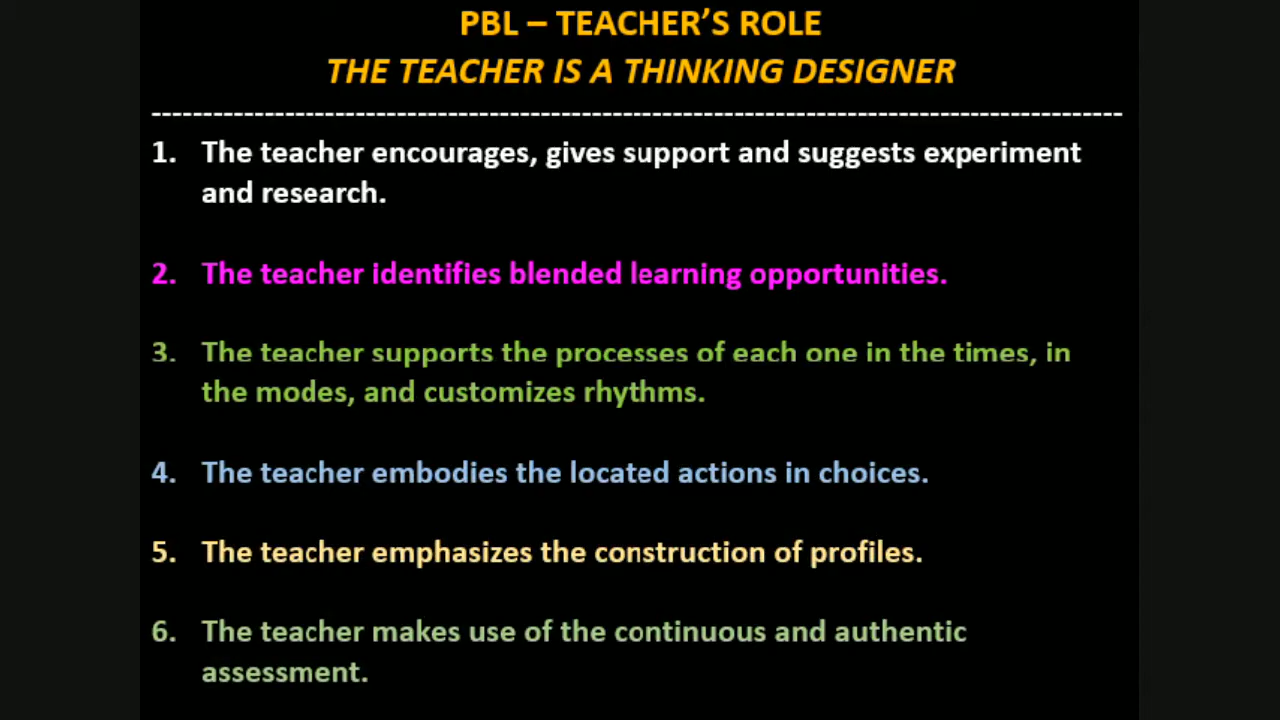 PBL – TEACHER’S ROLE
THE TEACHER IS A THINKING DESIGNER
--------------------------------------------------------------------------------------
1. The teacher encourages, gives support and suggests experiment
and research.
2. The teacher identifies blended learning opportunities.
3. The teacher supports the processes of each one in the times, in
the modes, and customizes rhythms.
4. The teacher embodies the located actions in choices.
5. The teacher emphasizes the construction of profiles.
6. The teacher makes use of the continuous and authentic
assessment.